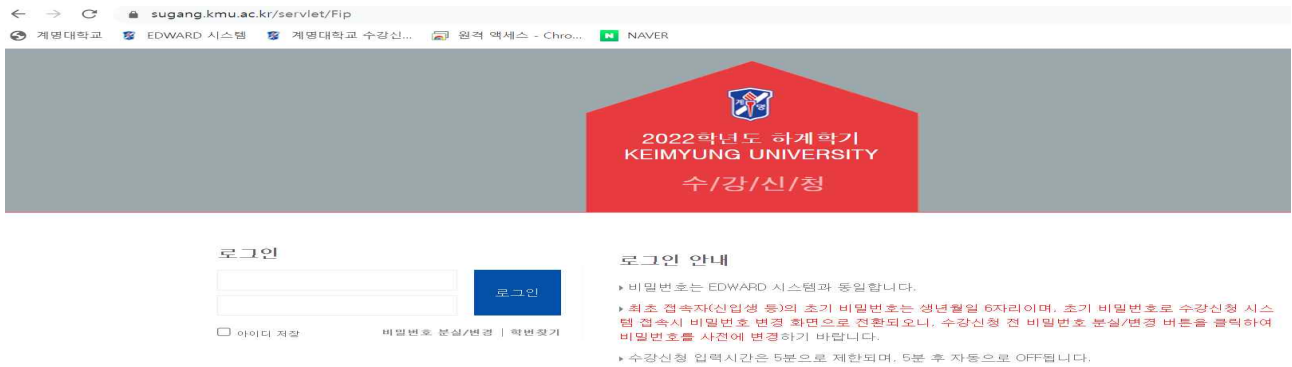 sugang.kmu.ac.kr/servlet/Fip
계명대학교 EDWARD 시스템 계명대학교 수강신... 원격 액세스 - Chro... N NAVER
계명
2022학년도 하계학기
KEIMYUNG UNIVERSITY
수/강/신/청
로그인
로그인
아이디 저장 비밀번호 분실/변경 | 학번찾기
로그인 안내
▸비밀번호는 EDWARD 시스템과 동일합니다.
▸최초 접속자(신입생 등)의 초기 비밀번호는 생년월일 6자리이며, 초기 비밀번호로 수강신청 시스
템 접속시 비밀번호 변경 화면으로 전환되오니, 수강신청 전 비밀번호 분실/변경 버튼을 클릭하여
비밀번호를 사전에 변경하기 바랍니다.
▸수강신청 입력시간은 5분으로 제한되며, 5분 후 자동으로 OFF됩니다.